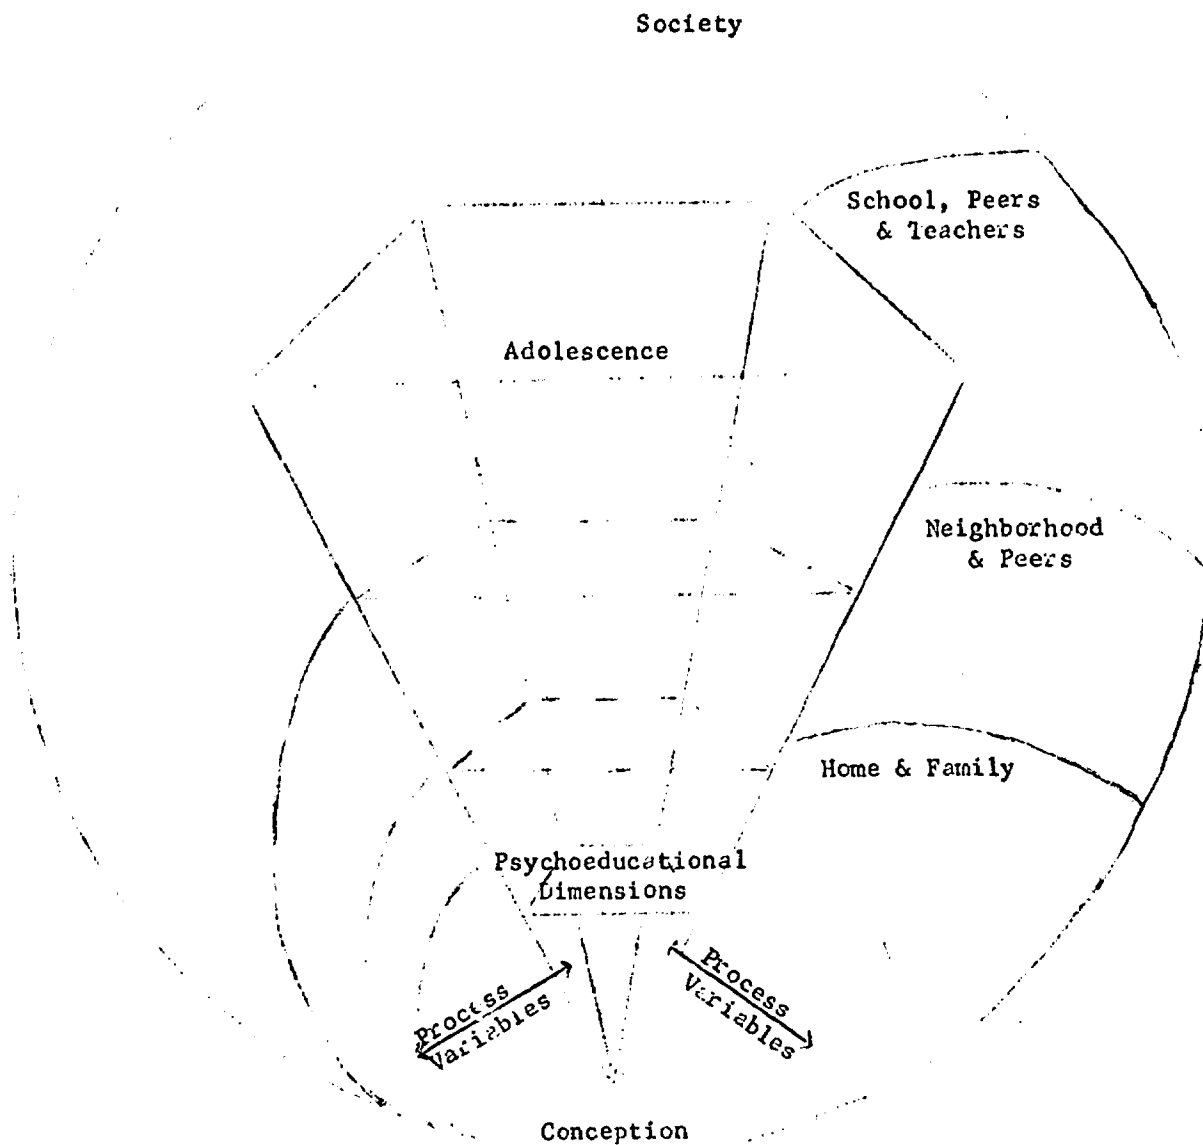 Society
School, Peers
& Teachers
Adolescence
Neighborhood
& Peers
Home & Family
Psychoeducational
Dimensions
Process
Variables
Process
Variables
Conception